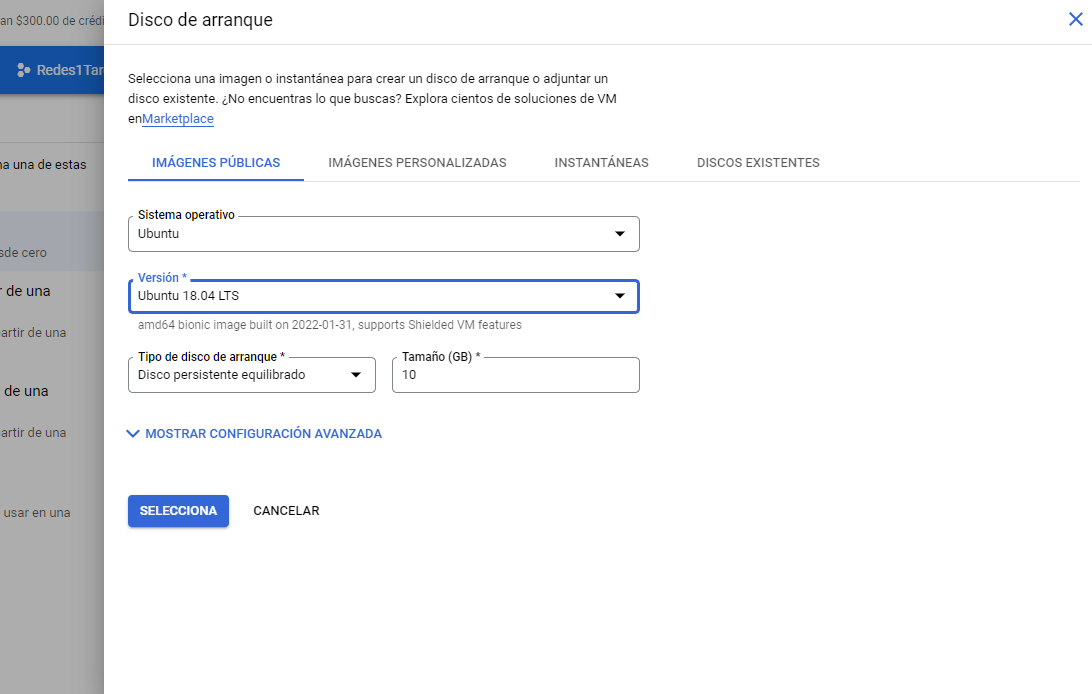 an $300.00 de crédi
Disco de arranque
Redes1Tar
Selecciona una imagen o instantánea para crear un disco de arranque o adjuntar un
disco existente. ¿No encuentras lo que buscas? Explora cientos de soluciones de VM
enMarketplace
na una de estas
IMÁGENES PÚBLICAS IMÁGENES PERSONALIZADAS INSTANTÁNEAS DISCOS EXISTENTES
Sistema operativo
Ubuntu
sde cero
Versión *
Ubuntu 18.04 LTS
r de una
amd64 bionic image built on 2022-01-31, supports Shielded VM features
artir de una
Tipo de disco de arranque * Tamaño (GB) *
Disco persistente equilibrado 10
de una
artir de una
MOSTRAR CONFIGURACIÓN AVANZADA
usar en una
SELECCIONA CANCELAR